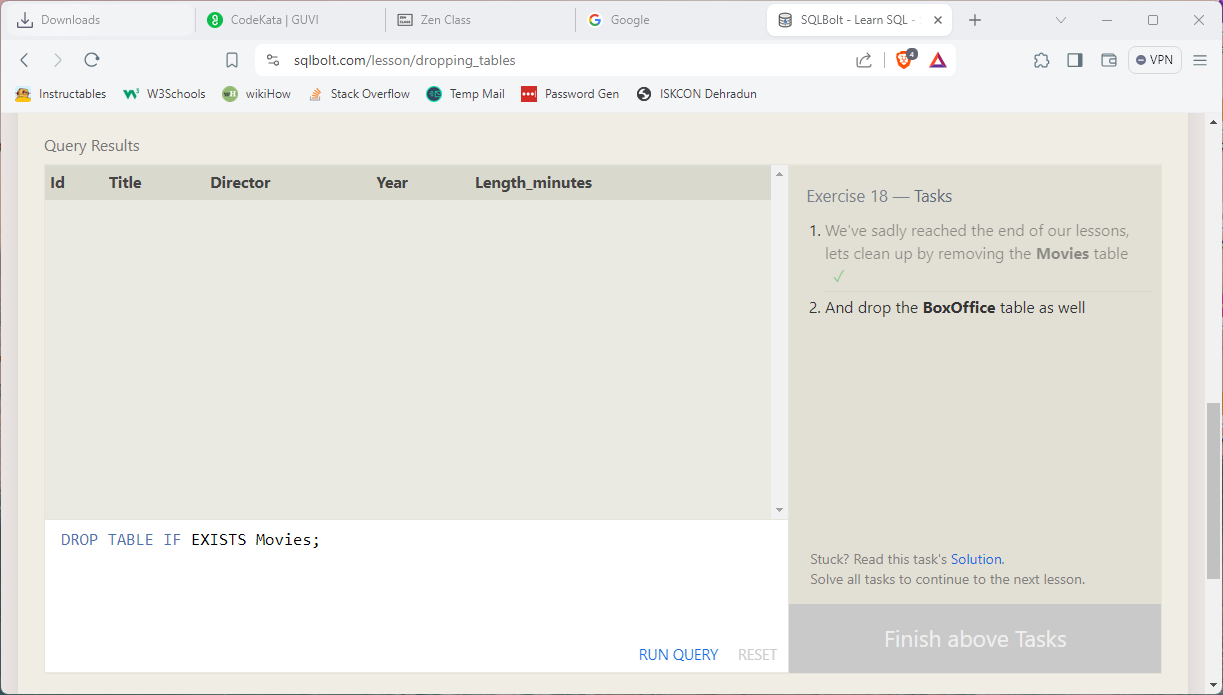 Downloads
CodeKata | GUVI
Zen Class
Google
SQLBolt - Learn SQL -
sqlbolt.com/lesson/dropping_tables
4
VPN
Instructables
W3Schools
wikiHow
Stack Overflow
Temp Mail
Password Gen
ISKCON Dehradun
Query Results
Id Title Director Year Length_minutes
Exercise 18 — Tasks
1. We've sadly reached the end of our lessons,
lets clean up by removing the Movies table
✓
2. And drop the BoxOffice table as well
DROP TABLE IF EXISTS Movies;
Stuck? Read this task's Solution.
Solve all tasks to continue to the next lesson.
RUN QUERY RESET
Finish above Tasks